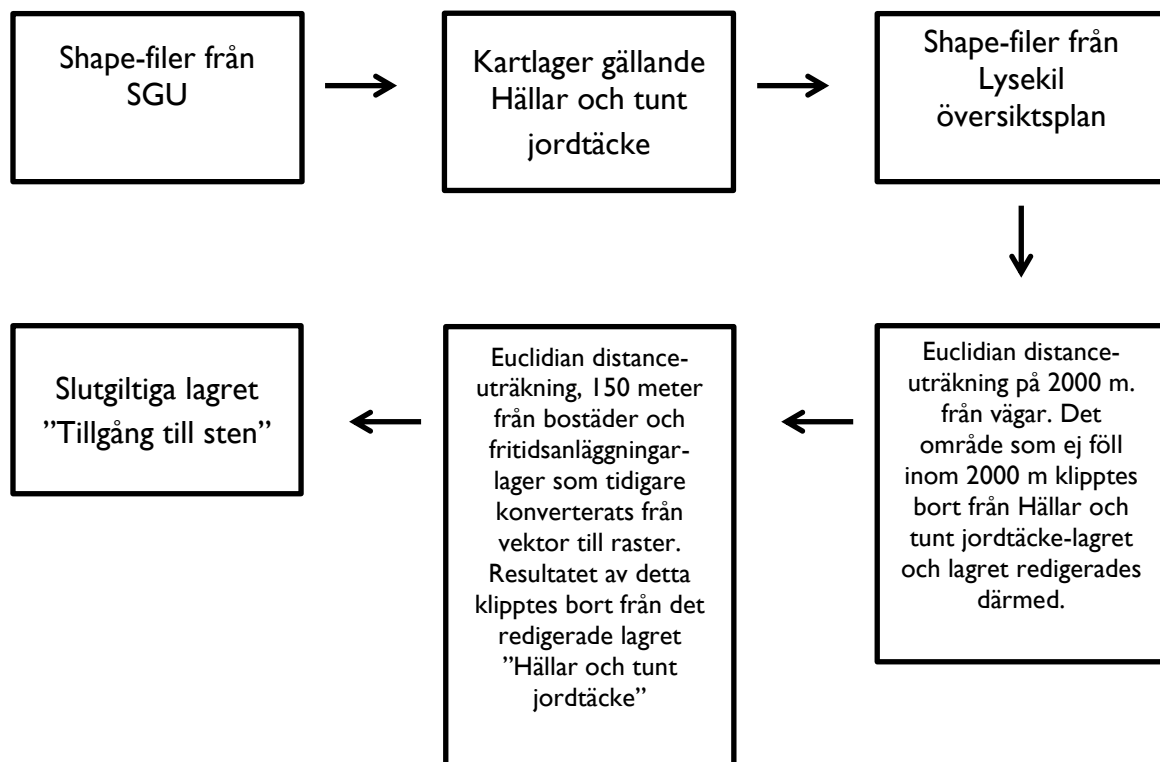 Shape-filer från
SGU
Kartlager gällande
Hällar och tunt
jordtäcke
Shape-filer från
Lysekil
översiktsplan
Euclidian distance-
uträkning på 2000 m.
från vägar. Det
område som ej föll
inom 2000 m klipptes
bort från Hällar och
tunt jordtäcke-lagret
och lagret redigerades
därmed.
Euclidian distance-
uträkning, 150 meter
från bostäder och
fritidsanläggningar-
lager som tidigare
konverterats från
vektor till raster.
Resultatet av detta
klipptes bort från det
redigerade lagret
”Hällar och tunt
jordtäcke”
Slutgiltiga lagret
”Tillgång till sten”